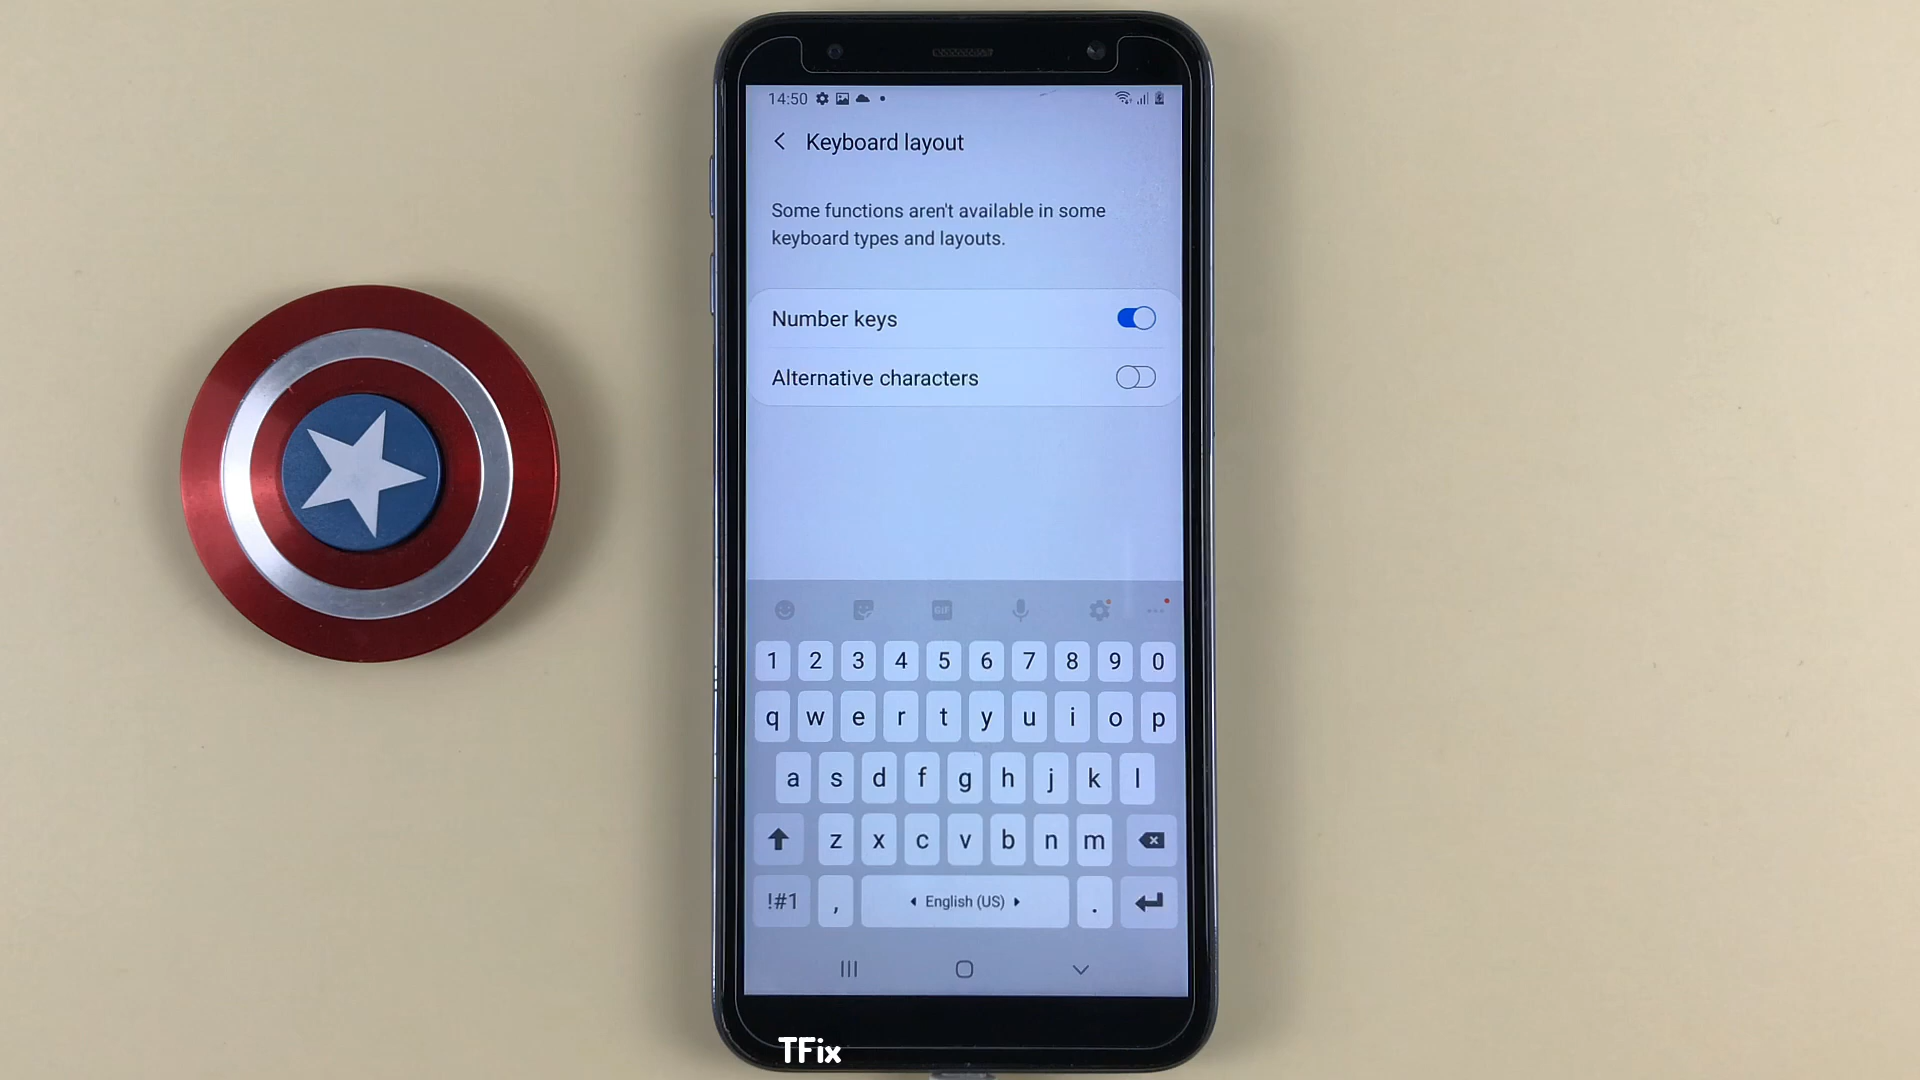 14:50
Keyboard layout
Some functions aren't available in some
keyboard types and layouts.
Number keys
Alternative characters
GIF
1 2 3 4 5 6 7 8 9 0
q w e r t y u i o p
a s d f g h j k l
z x c v b n m
!#1 , English (US) .
TFix